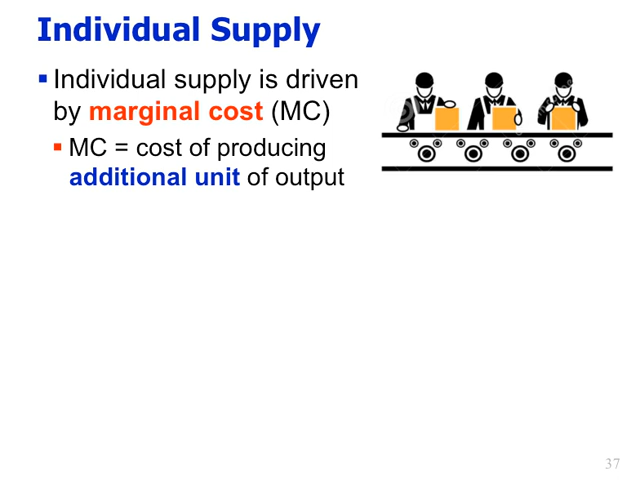 Individual Supply
▪ Individual supply is driven
by marginal cost (MC)
▪ MC = cost of producing
additional unit of output
37